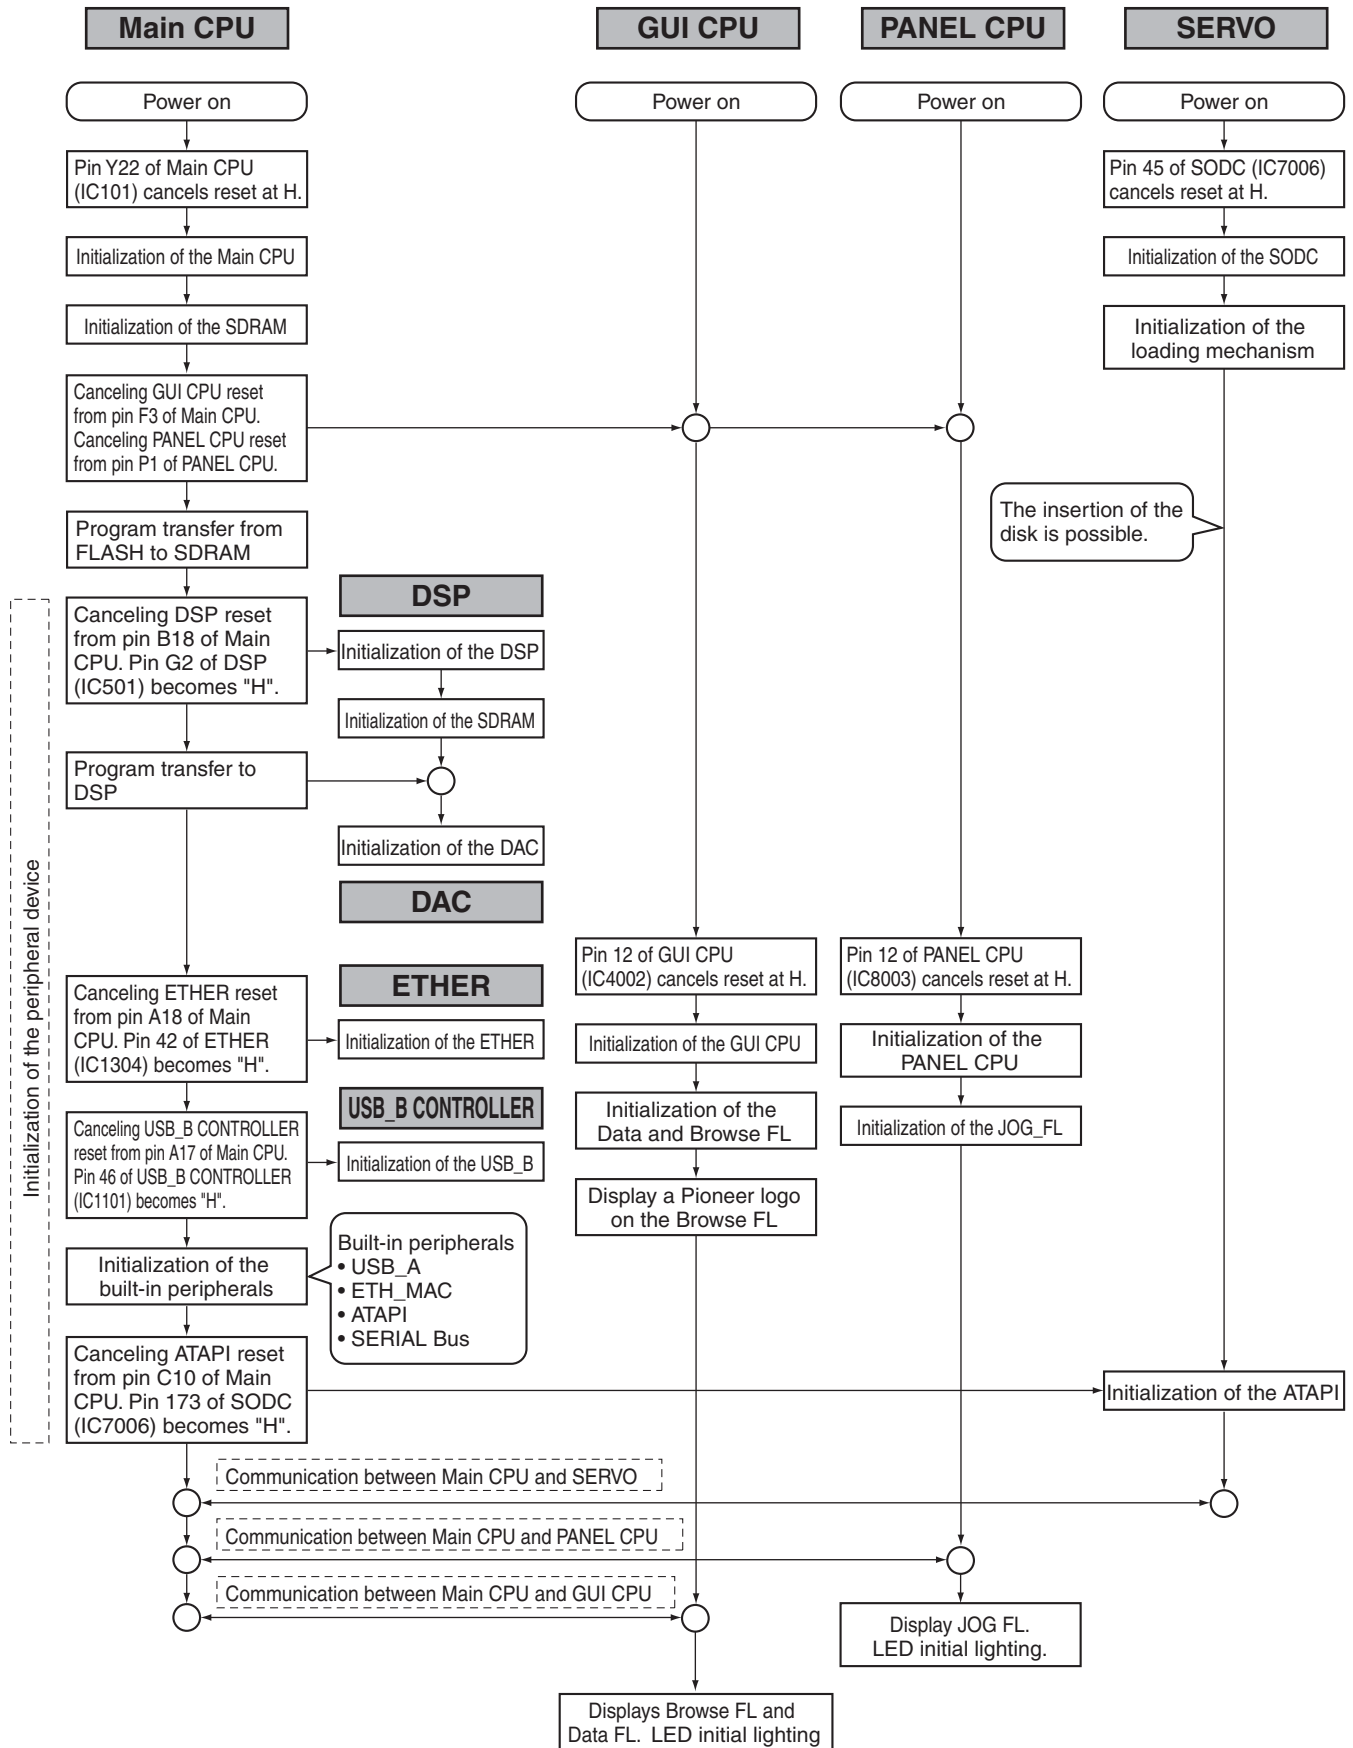 Main CPU
GUI CPU
PANEL CPU
SERVO
Power on
Power on
Power on
Power on
Pin Y22 of Main CPU
(IC101) cancels reset at H.
Pin 45 of SODC (IC7006)
cancels reset at H.
Initialization of the Main CPU
Initialization of the SODC
Initialization of the SDRAM
Initialization of the
loading mechanism
Canceling GUI CPU reset
from pin F3 of Main CPU.
Canceling PANEL CPU reset
from pin P1 of PANEL CPU.
The insertion of the
disk is possible.
Program transfer from
FLASH to SDRAM
Initialization of the peripheral device
Canceling DSP reset
from pin B18 of Main
CPU. Pin G2 of DSP
(IC501) becomes "H".
DSP
Initialization of the DSP
Initialization of the SDRAM
Program transfer to
DSP
Initialization of the DAC
DAC
Pin 12 of GUI CPU
(IC4002) cancels reset at H.
Pin 12 of PANEL CPU
(IC8003) cancels reset at H.
Canceling ETHER reset
from pin A18 of Main
CPU. Pin 42 of ETHER
(IC1304) becomes "H".
ETHER
Initialization of the ETHER
Initialization of the GUI CPU
Initialization of the
PANEL CPU
Canceling USB_B CONTROLLER
reset from pin A17 of Main CPU.
Pin 46 of USB_B CONTROLLER
(IC1101) becomes "H".
USB_B CONTROLLER
Initialization of the USB_B
Initialization of the
Data and Browse FL
Initialization of the JOG_FL
Display a Pioneer logo
on the Browse FL
Initialization of the
built-in peripherals
Built-in peripherals
• USB_A
• ETH_MAC
• ATAPI
• SERIAL Bus
Canceling ATAPI reset
from pin C10 of Main
CPU. Pin 173 of SODC
(IC7006) becomes "H".
Initialization of the ATAPI
Communication between Main CPU and SERVO
Communication between Main CPU and PANEL CPU
Communication between Main CPU and GUI CPU
Display JOG FL.
LED initial lighting.
Displays Browse FL and
Data FL. LED initial lighting